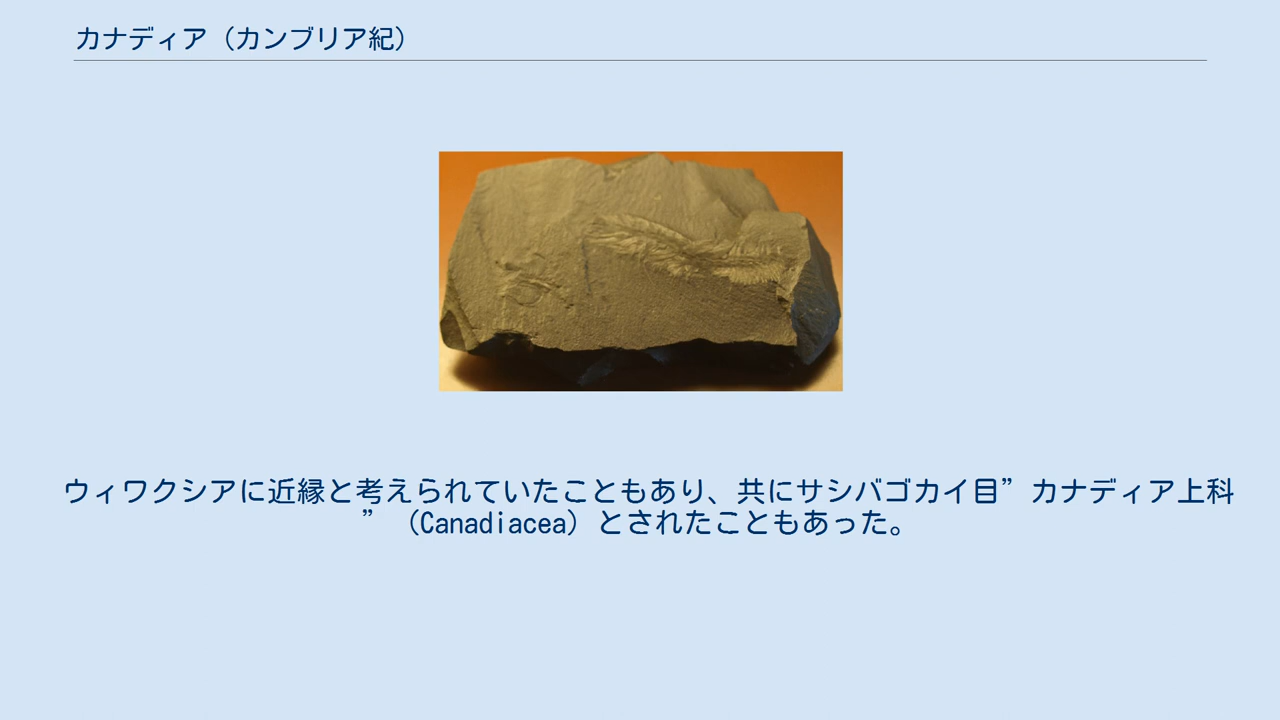 カナディア（カンブリア紀）
ウィワクシアに近縁と考えられていたこともあり、共にサシバゴカイ目”カナディア上科
”（Canadiacea）とされたこともあった。